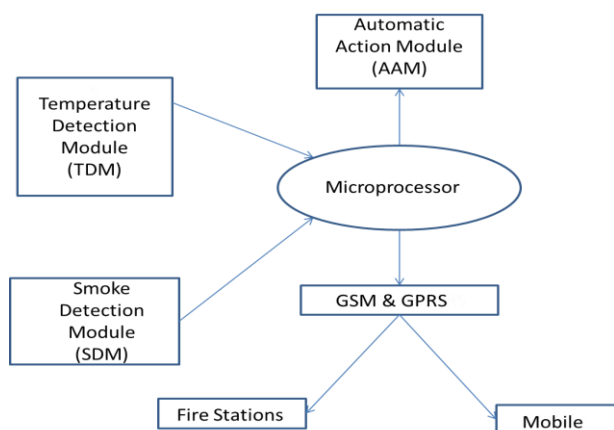 Automatic
Action Module
(AAM)
Temperature
Detection
Module
(TDM)
Microprocessor
Smoke
Detection
Module
(SDM)
GSM & GPRS
Fire Stations
Mobile